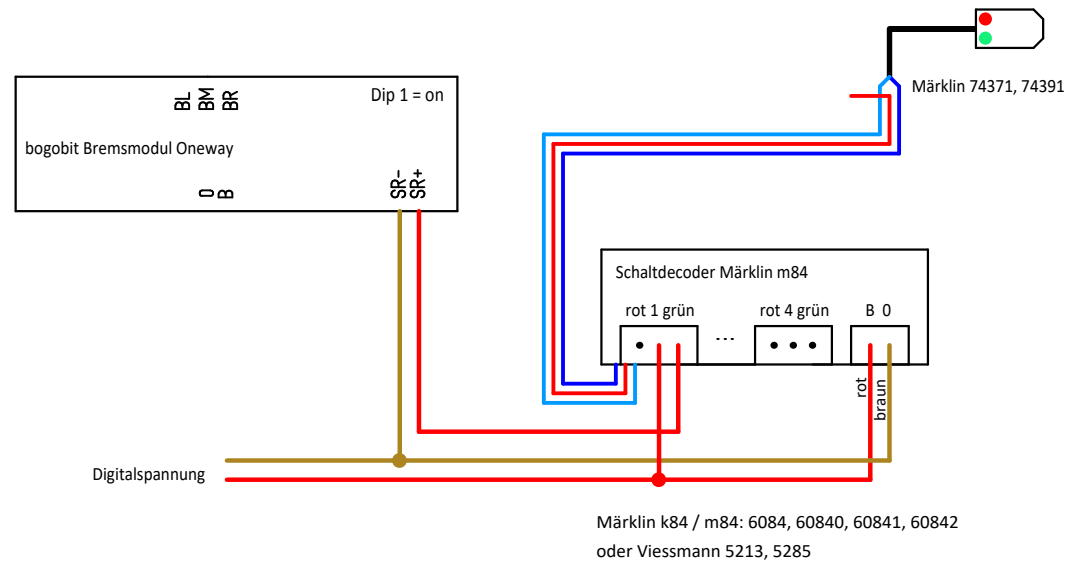 Märklin 74371, 74391
BL BM BR
Dip 1 = on
bogobit Bremsmodul Oneway
0 B
SR- SR+
Schaltdecoder Märklin m84
rot 1 grün
...
rot 4 grün
B 0
rot
braun
Digitalspannung
Märklin k84 / m84: 6084, 60840, 60841, 60842
oder Viessmann 5213, 5285